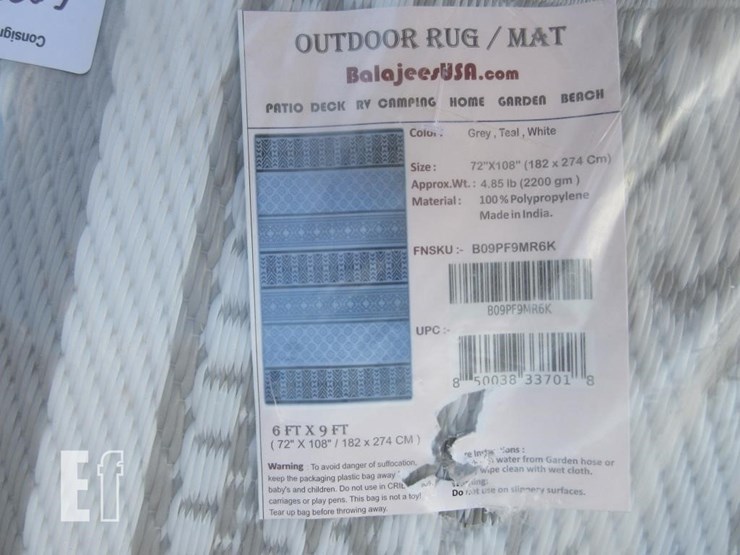 Consign
OUTDOOR RUG / MAT
BalajeesUSA.com
PATIO DECK RV CAMPING HOME GARDEN BEACH
Color: Grey , Teal , White
Size: 72"X108" (182 x 274 Cm)
Approx.Wt.: 4.85 lb (2200 gm )
Material: 100% Polypropylene
Made in India.
FNSKU :- B09PF9MR6K
B09PF9MR6K
UPC :-
8 50038 33701 8
6 FT X 9 FT
( 72" X 108" / 182 x 274 CM )
Warning To avoid danger of suffocation,
keep the packaging plastic bag away
baby's and children. Do not use in CRIB
carriages or play pens. This bag is not a toy!
Tear up bag before throwing away.
water from Garden hose or
wipe clean with wet cloth,
Do not use on slippery surfaces.
Ef